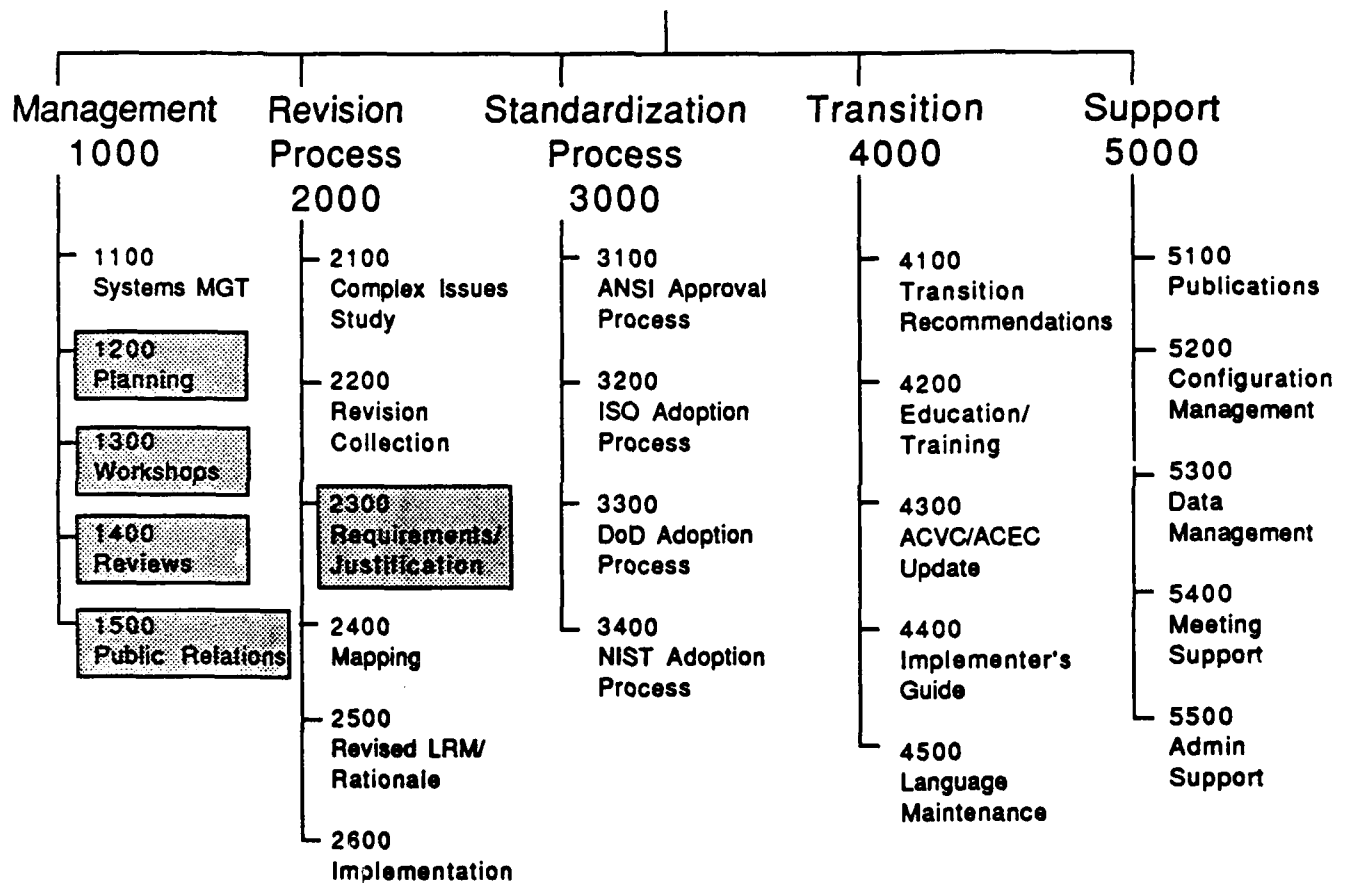 Management
1000
1100
Systems MGT
1200
Planning
1300
Workshops
1400
Reviews
1500
Public Relations
Revision
Process
2000
2100
Complex Issues
Study
2200
Revision
Collection
2300
Requirements/
Justification
2400
Mapping
2500
Revised LRM/
Rationale
2600
Implementation
Standardization
Process
3000
3100
ANSI Approval
Process
3200
ISO Adoption
Process
3300
DoD Adoption
Process
3400
NIST Adoption
Process
Transition
4000
4100
Transition
Recommendations
4200
Education/
Training
4300
ACVC/ACEC
Update
4400
Implementer's
Guide
4500
Language
Maintenance
Support
5000
5100
Publications
5200
Configuration
Management
5300
Data
Management
5400
Meeting
Support
5500
Admin
Support